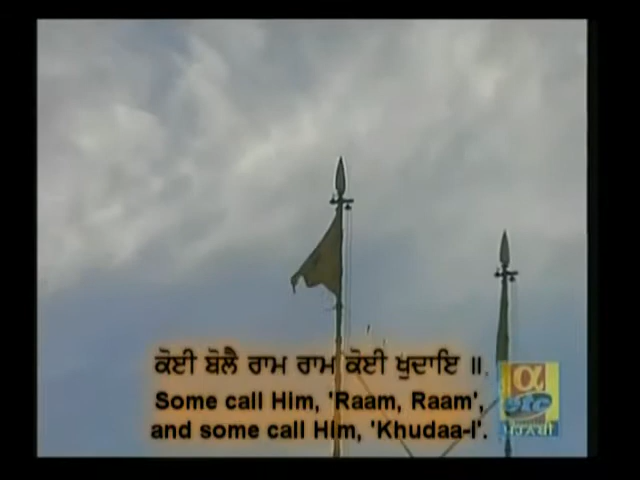 ਕੋਈ ਬੋਲੈ ਰਾਮ ਰਾਮ ਕੋਈ ਖੁਦਾਇ ॥
Some call Him, 'Raam, Raam',
and some call Him, 'Khudaa-I'.
α